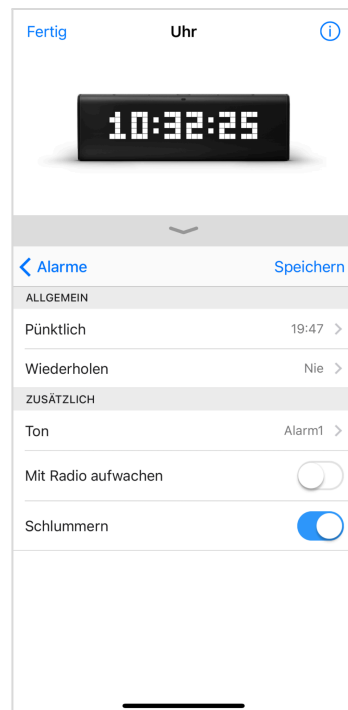 Fertig Uhr
10:32:25
Alarme Speichern
ALLGEMEIN
Pünktlich 19:47
Wiederholen Nie
ZUSÄTZLICH
Ton Alarm1
Mit Radio aufwachen
Schlummern